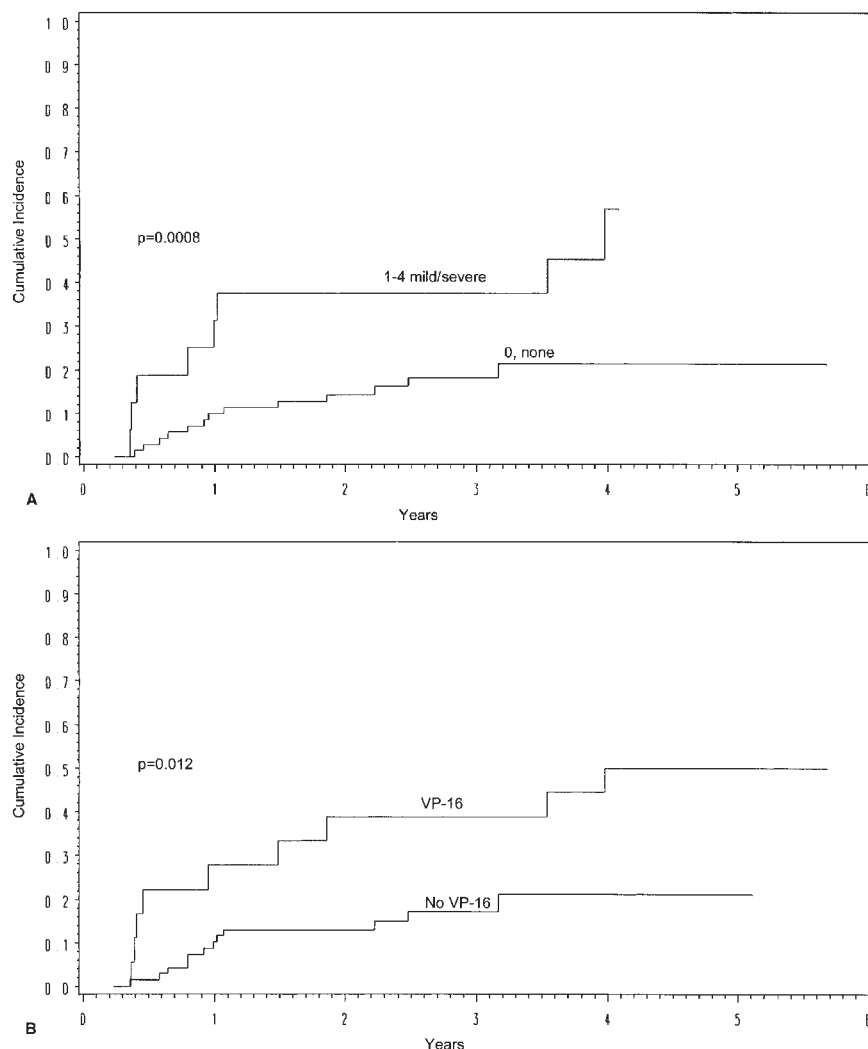 1 0
0 9
0 8
0 7
0 6
0 5
0 4
0 3
0 2
0 1
0.0
Cumulative Incidence
p=0.0008
1-4 mild/severe
0, none
0 1 2 3 4 5 6
Years
A
1 0
0 9
0 8
0 7
0 6
0 5
0 4
0 3
0 2
0.1
0 0
Cumulative Incidence
p=0.012
VP-16
No VP-16
0 1 2 3 4 5 6
Years
B